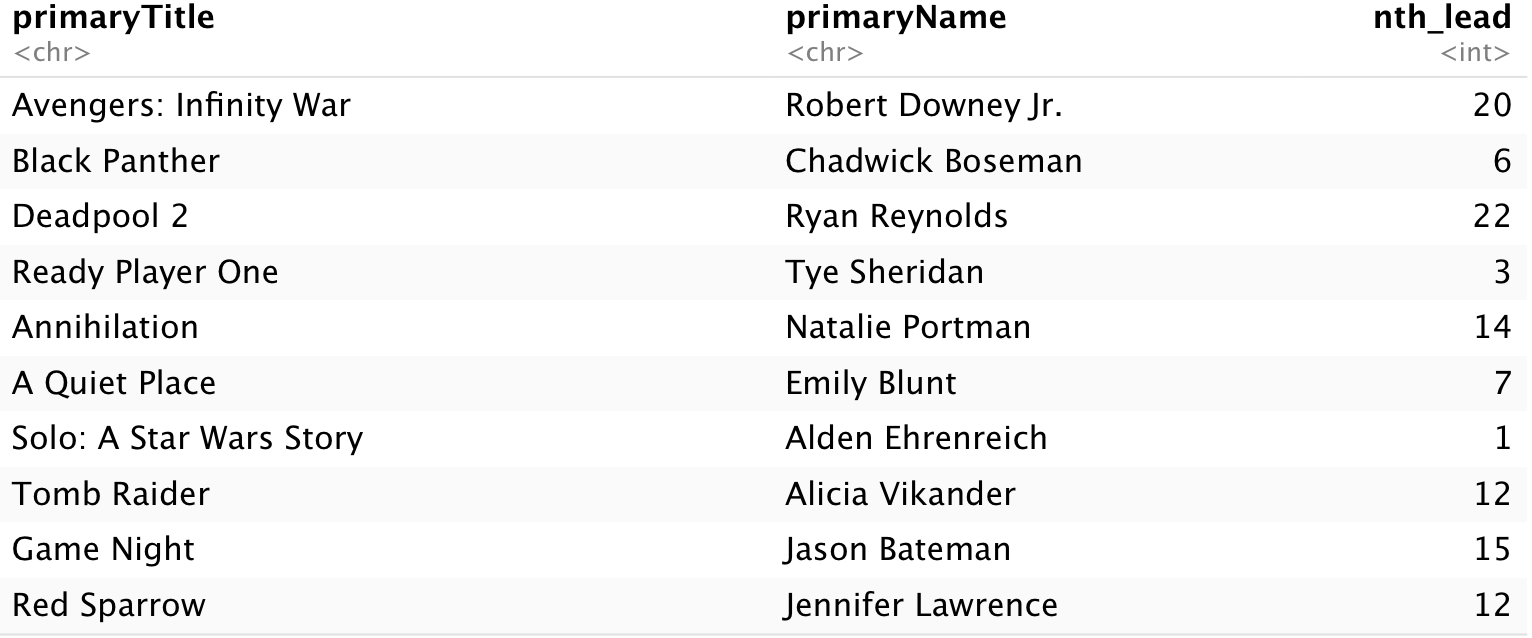 primaryTitle primaryName nth_lead
<chr> <chr> <int>
Avengers: Infinity War Robert Downey Jr. 20
Black Panther Chadwick Boseman 6
Deadpool 2 Ryan Reynolds 22
Ready Player One Tye Sheridan 3
Annihilation Natalie Portman 14
A Quiet Place Emily Blunt 7
Solo: A Star Wars Story Alden Ehrenreich 1
Tomb Raider Alicia Vikander 12
Game Night Jason Bateman 15
Red Sparrow Jennifer Lawrence 12